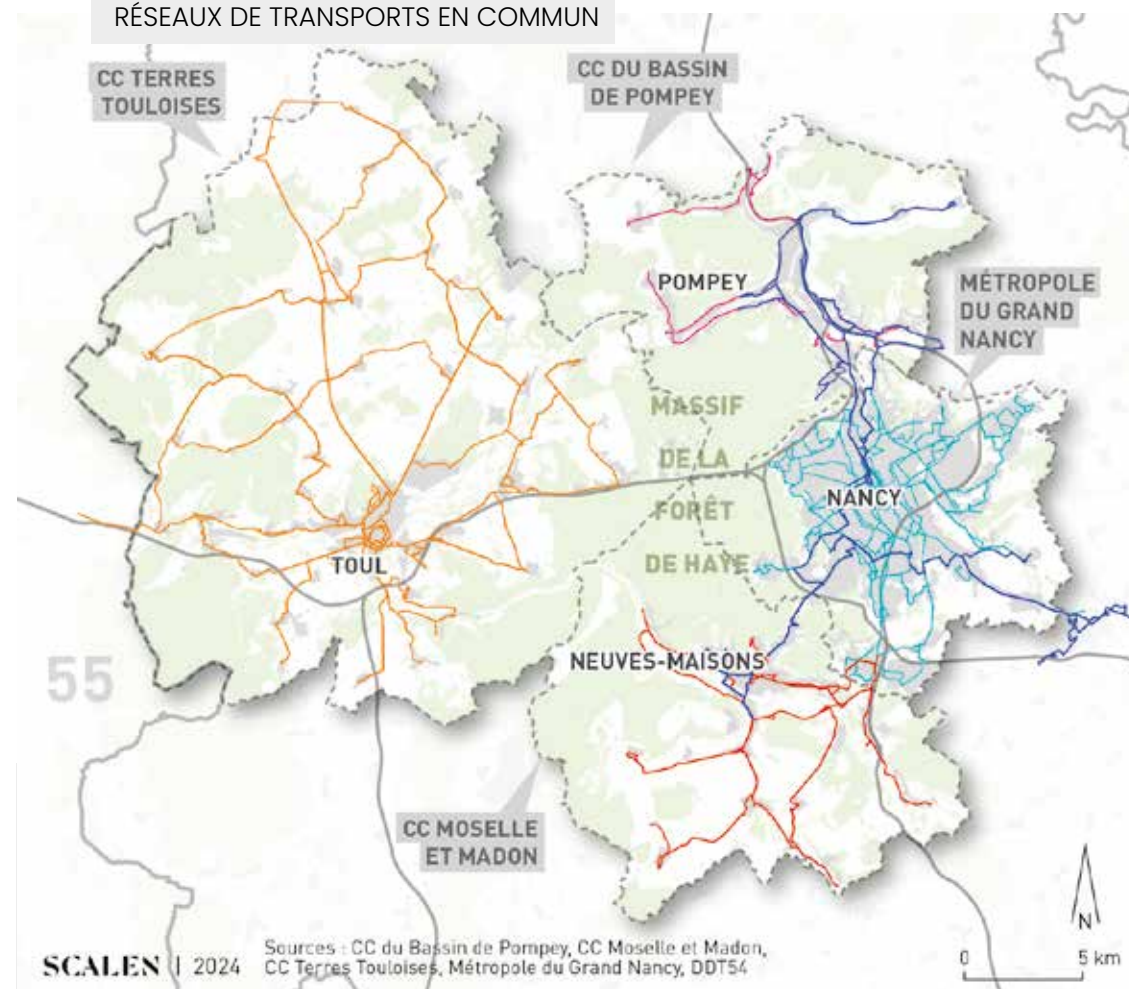 RÉSEAUX DE TRANSPORTS EN COMMUN
CC TERRES
TOULOISES
CC DU BASSIN
DE POMPEY
POMPEY
MÉTROPOLE
DU GRAND
NANCY
MASSIF
DE LA
FORÊT
DE HAYE
NANCY
TOUL
55
NEUVES-MAISONS
CC MOSELLE
ET MADON
N
0 5 km
SCALEN | 2024
Sources : CC du Bassin de Pompey, CC Moselle et Madon,
CC Terres Touloises, Métropole du Grand Nancy, DDT54